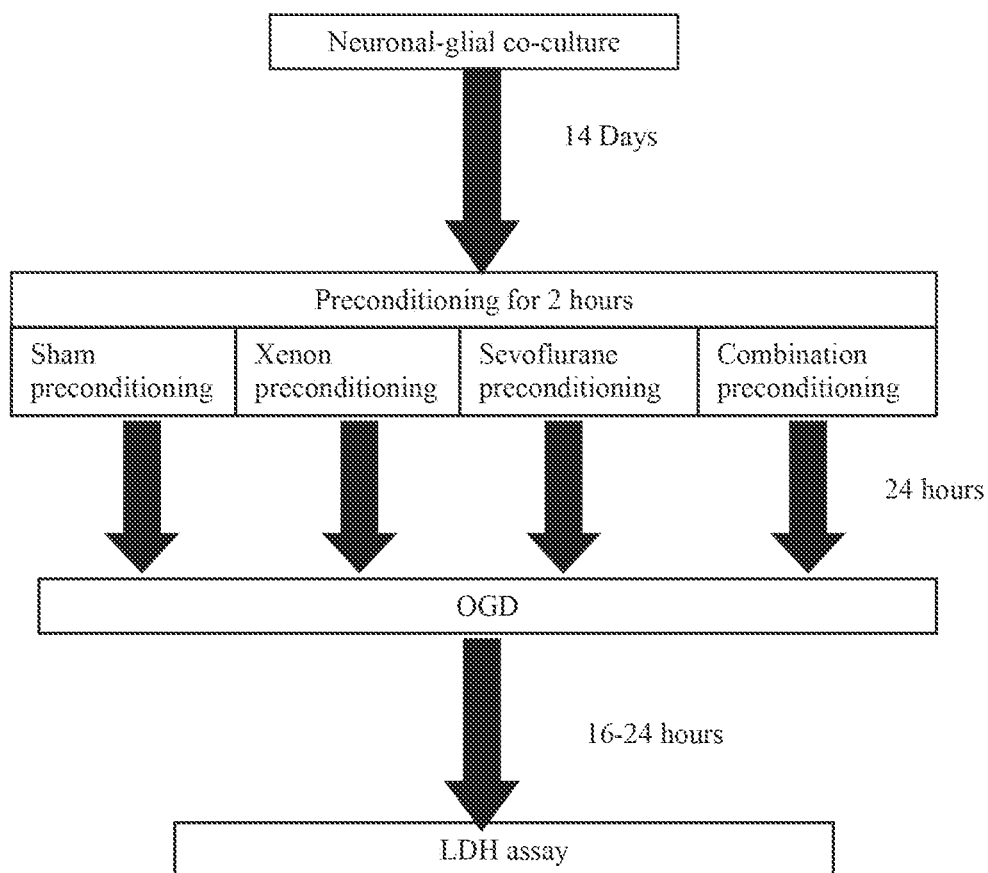 Neuronal-glial co-culture
14 Days
Preconditioning for 2 hours
Sham
preconditioning
Xenon
preconditioning
Sevoflurane
preconditioning
Combination
preconditioning
24 hours
OGD
16-24 hours
LDH assay